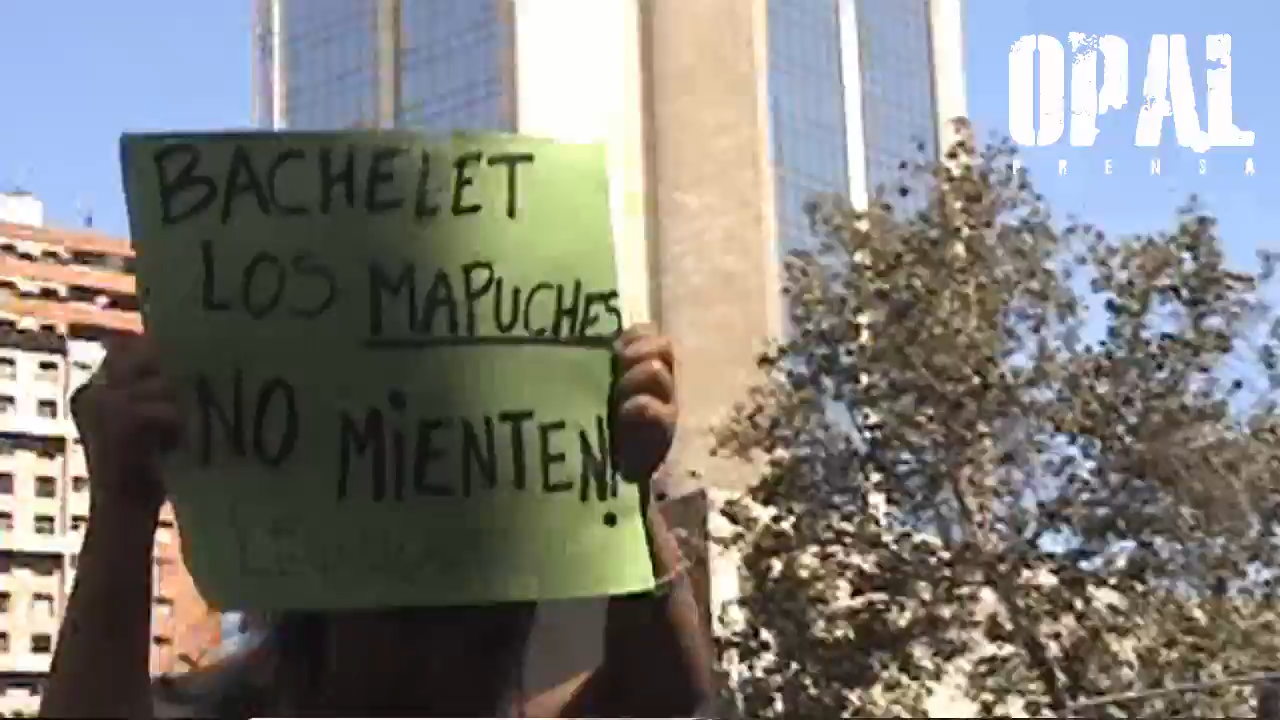 BACHELET
LOS MAPUCHES
NO MiENTEN!
OPAL
PRENSA